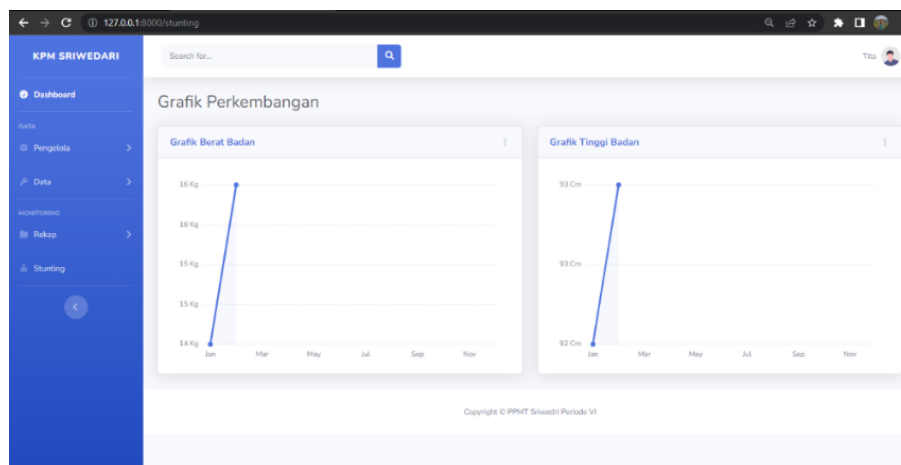 127.0.0.1:8000/stunting
KPM SRIWEDARI
Search for...
Tito
Dashboard
Grafik Perkembangan
DATA
Pengelola
Data
MONITORING
Rekap
Stunting
Grafik Berat Badan
16 Kg
16 Kg
15 Kg
15 Kg
14 Kg
Jan Mar May Jul Sep Nov
Grafik Tinggi Badan
93 Cm
93 Cm
92 Cm
Jan Mar May Jul Sep Nov
Copyright © PPMT Sriwedri Periode VI